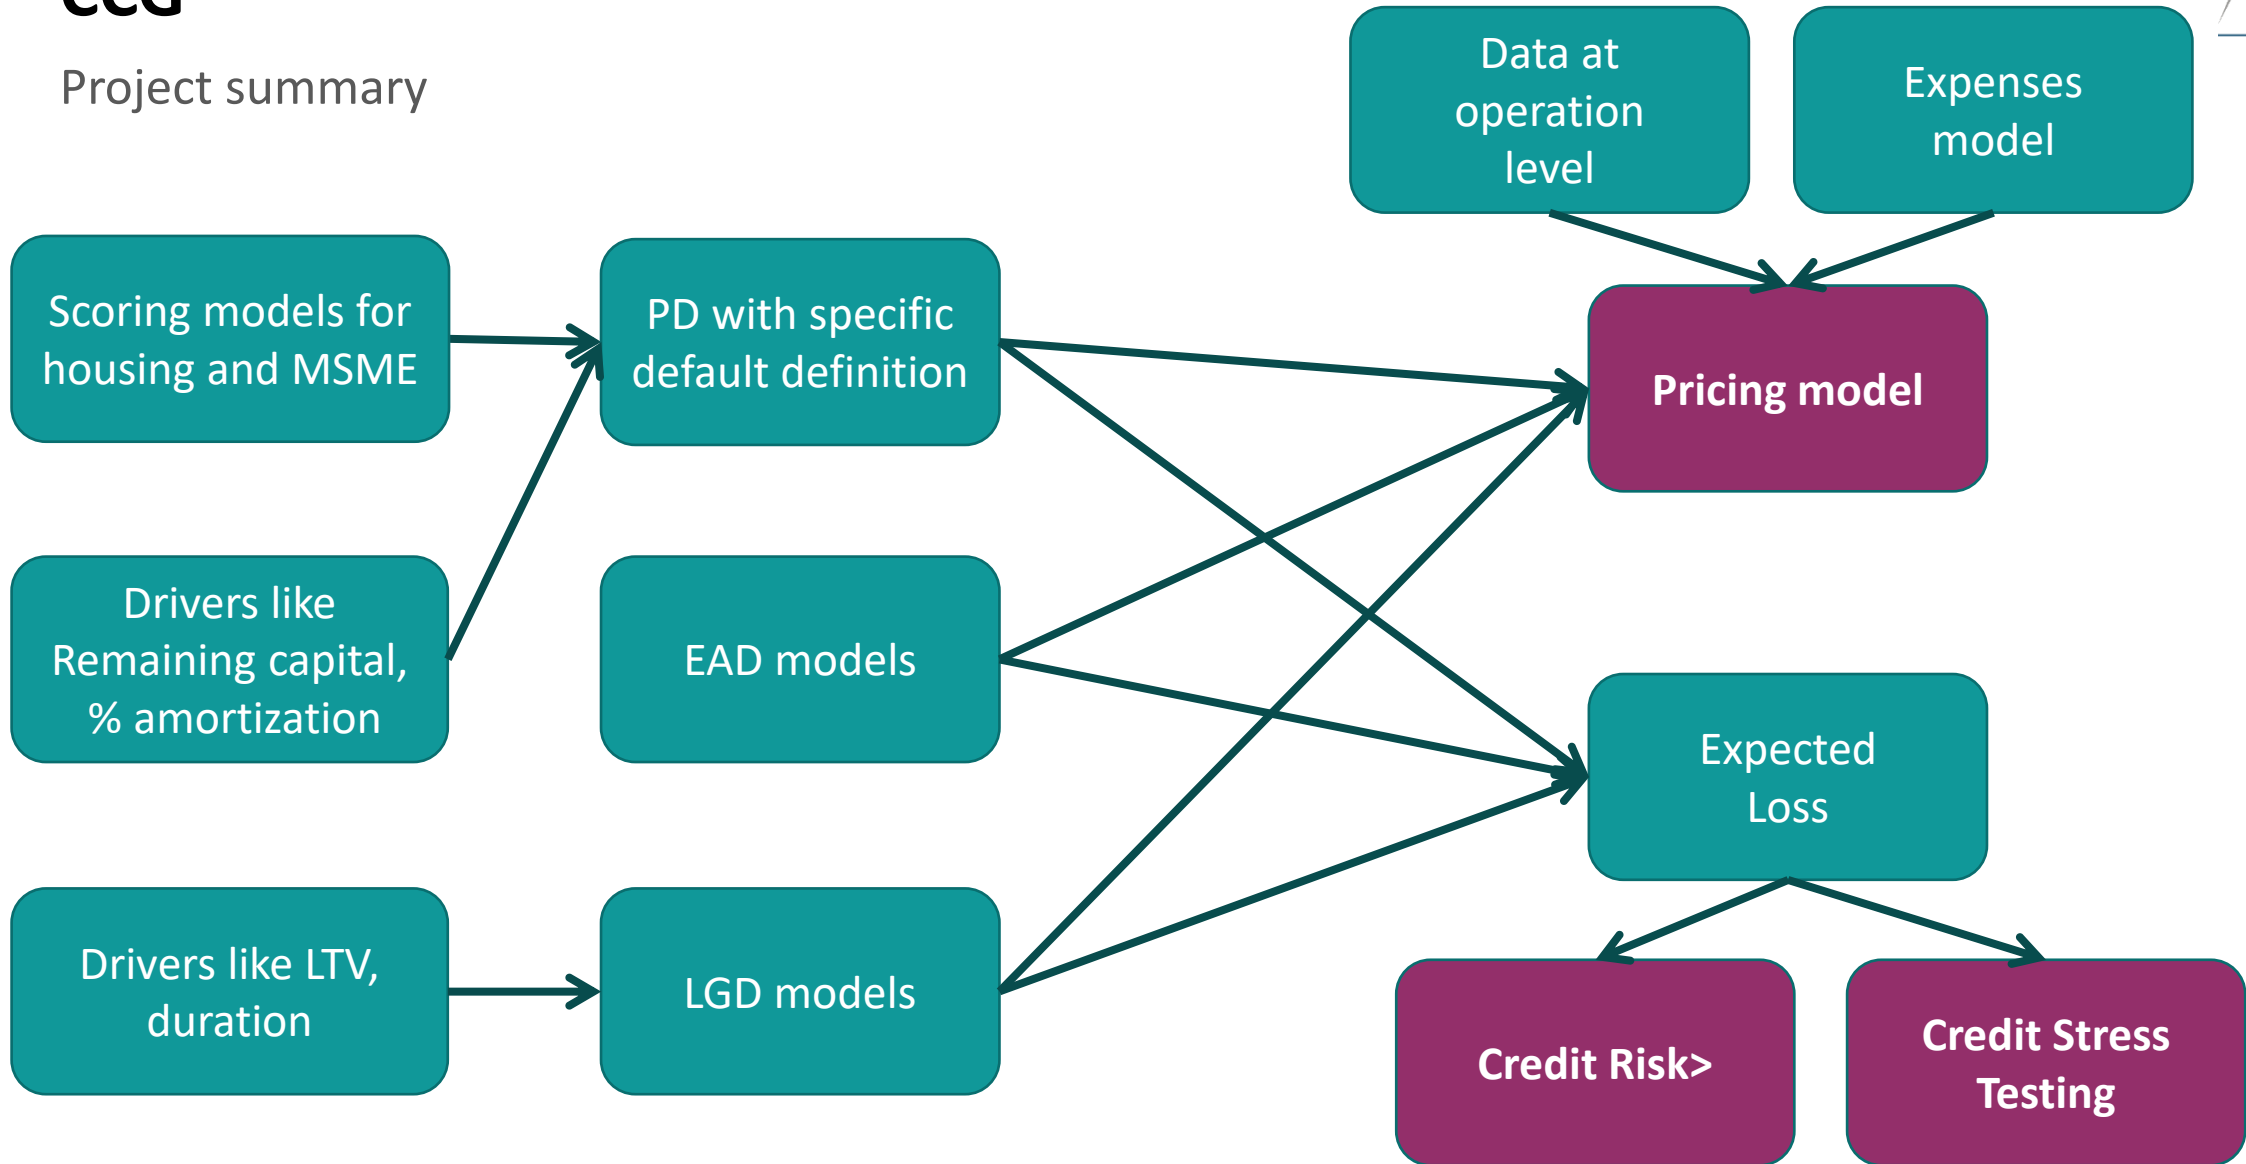 CCG
Project summary
Data at
operation
level
Expenses
model
Scoring models for
housing and MSME
PD with specific
default definition
Pricing model
Drivers like
Remaining capital,
% amortization
EAD models
Expected
Loss
Drivers like LTV,
duration
LGD models
Credit Risk>
Credit Stress
Testing